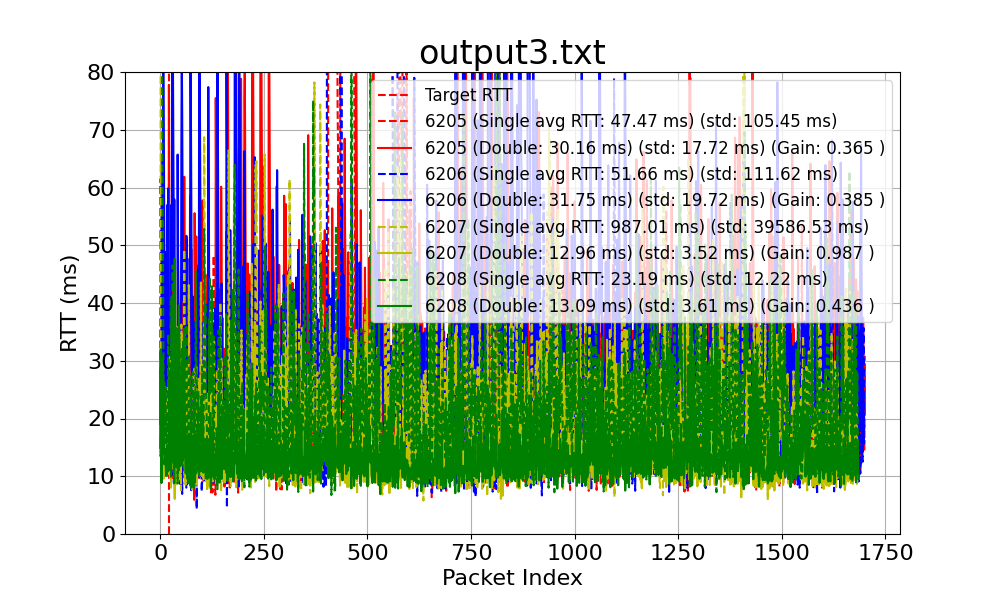 output3.txt
80
70
60
50
40
30
20
10
0
RTT (ms)
Target RTT
6205 (Single avg RTT: 47.47 ms) (std: 105.45 ms)
6205 (Double: 30.16 ms) (std: 17.72 ms) (Gain: 0.365 )
6206 (Single avg RTT: 51.66 ms) (std: 111.62 ms)
6206 (Double: 31.75 ms) (std: 19.72 ms) (Gain: 0.385 )
6207 (Single avg RTT: 987.01 ms) (std: 39586.53 ms)
6207 (Double: 12.96 ms) (std: 3.52 ms) (Gain: 0.987 )
6208 (Single avg RTT: 23.19 ms) (std: 12.22 ms)
6208 (Double: 13.09 ms) (std: 3.61 ms) (Gain: 0.436 )
0 250 500 750 1000 1250 1500 1750
Packet Index